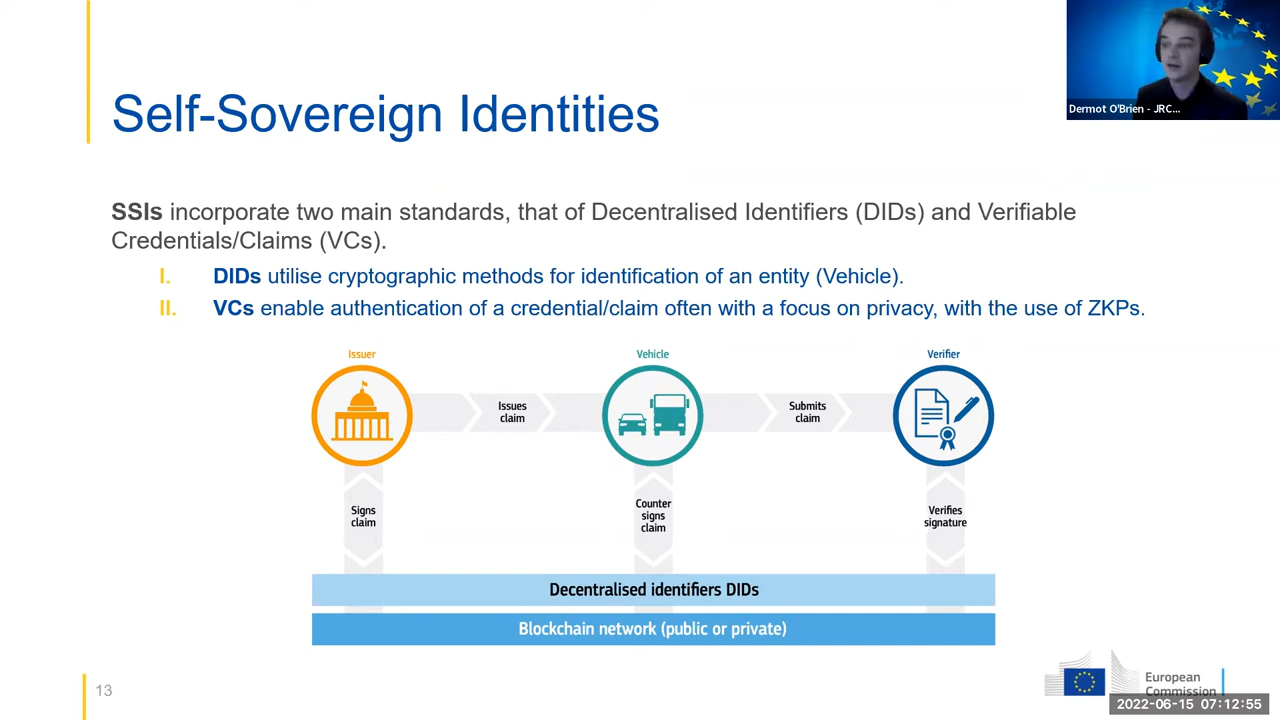 Dermot O'Brien - JRC...
Self-Sovereign Identities
SSIs incorporate two main standards, that of Decentralised Identifiers (DIDs) and Verifiable
Credentials/Claims (VCs).
I. DIDs utilise cryptographic methods for identification of an entity (Vehicle).
II. VCs enable authentication of a credential/claim often with a focus on privacy, with the use of ZKPs.
Issuer
Vehicle
Verifier
Issues
claim
Submits
claim
Signs
claim
Counter
signs
claim
Verifies
signature
Decentralised identifiers DIDs
Blockchain network (public or private)
13
European
Commission
2022-06-15 07:12:55